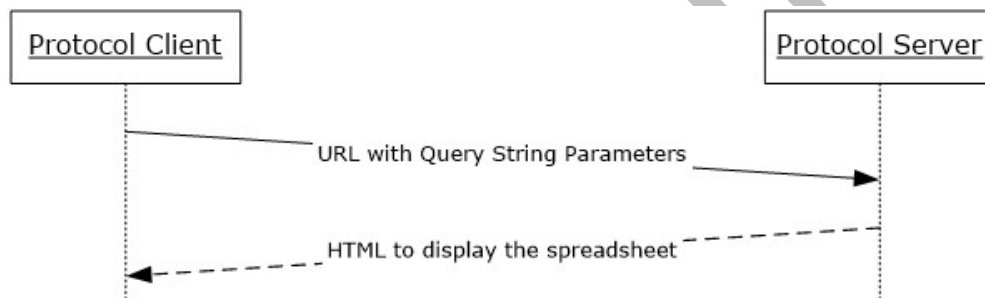 Protocol Client
Protocol Server
URL with Query String Parameters
HTML to display the spreadsheet